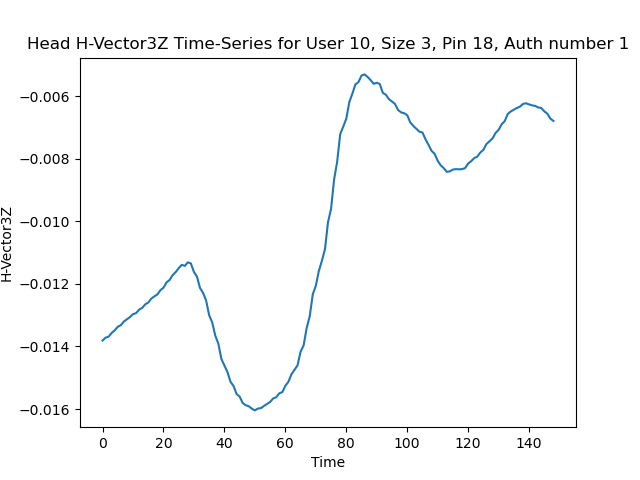 Head H-Vector3Z Time-Series for User 10, Size 3, Pin 18, Auth number 1
−0.006
−0.008
−0.010
−0.012
−0.014
−0.016
H-Vector3Z
0 20 40 60 80 100 120 140
Time